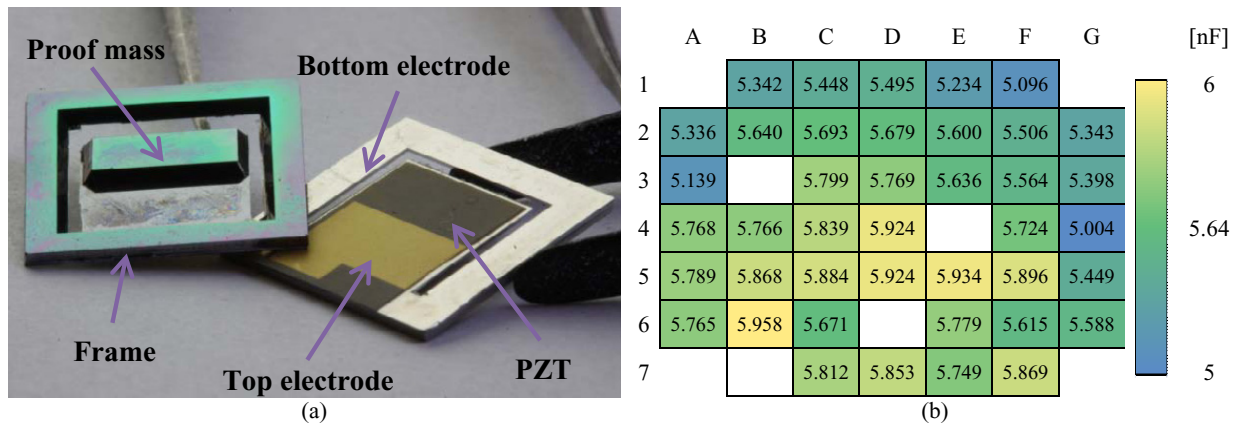 Proof mass
Bottom electrode
Frame
Top electrode
PZT
(a)
A B C D E F G [nF]
1 5.342 5.448 5.495 5.234 5.096
2 5.336 5.640 5.693 5.679 5.600 5.506 5.343
3 5.139 5.799 5.769 5.636 5.564 5.398
4 5.768 5.766 5.839 5.924 5.724 5.004
5 5.789 5.868 5.884 5.924 5.934 5.896 5.449
6 5.765 5.958 5.671 5.779 5.615 5.588
7 5.812 5.853 5.749 5.869
6
5.64
5
(b)